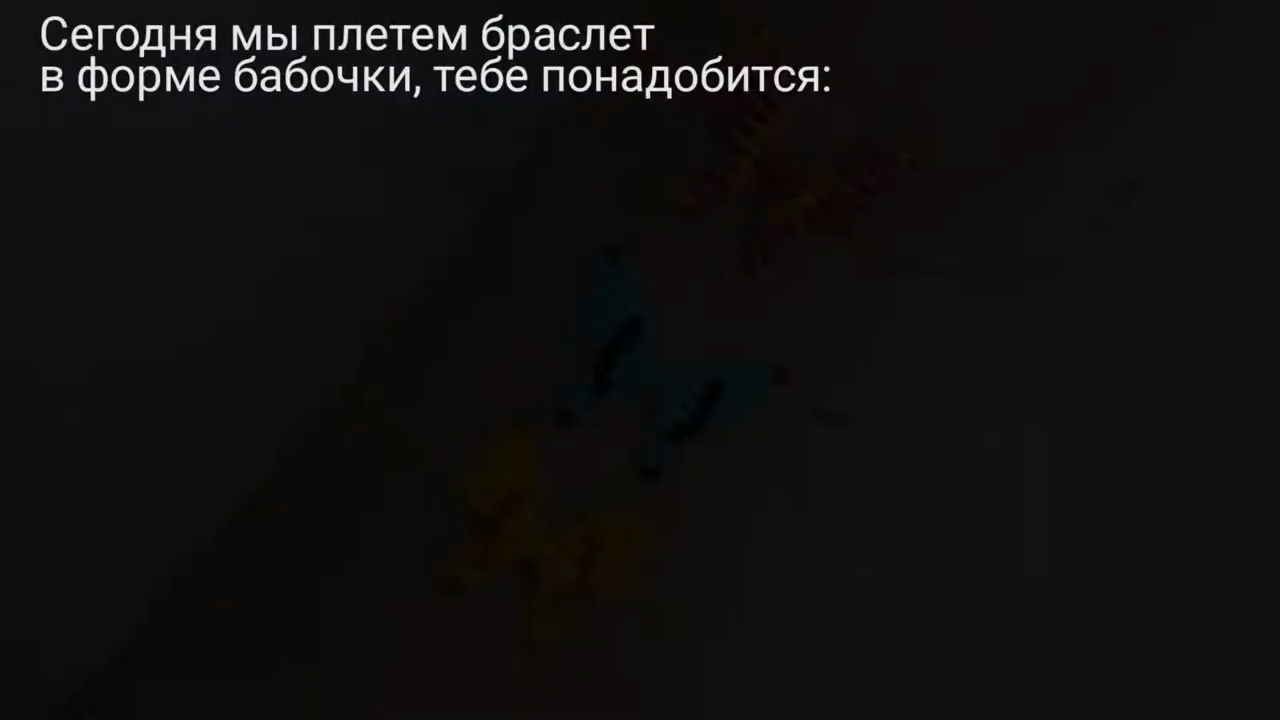 Сегодня мы плетем браслет
в форме бабочки, тебе понадобится: